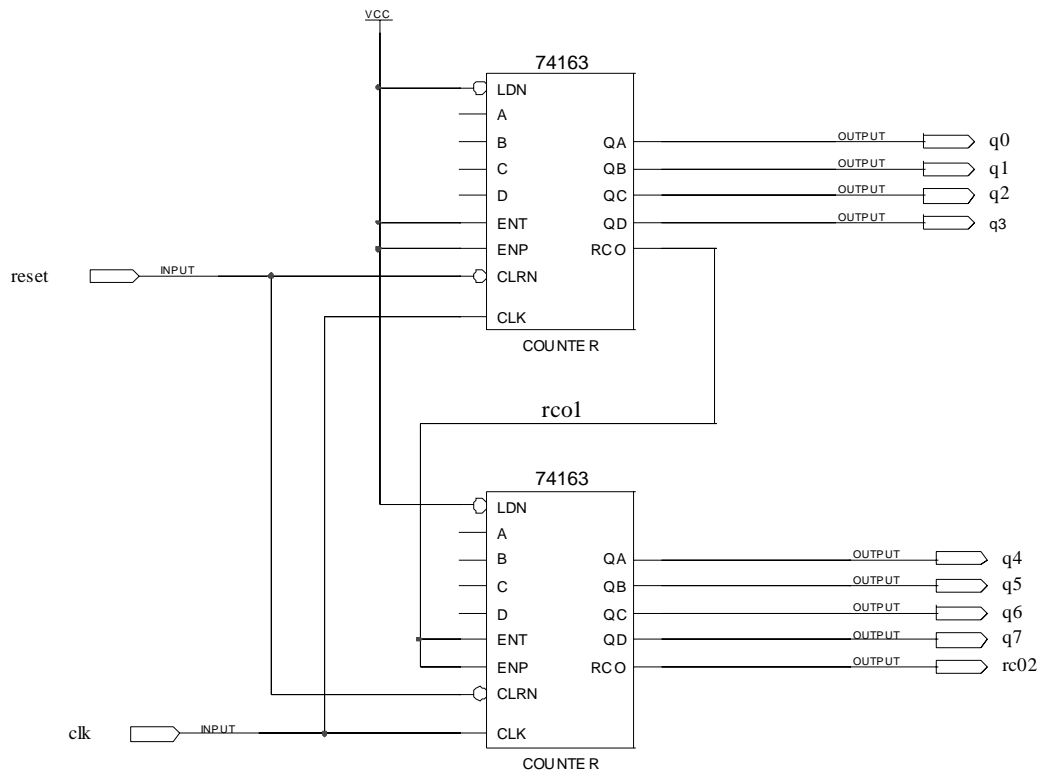 VCC
74163
LDN
A
B
C
D
ENT
ENP
CLRN
CLK
QA
QB
QC
QD
RCO
COUNTER
OUTPUT q0
OUTPUT q1
OUTPUT q2
OUTPUT q3
reset INPUT
rco1
74163
LDN
A
B
C
D
ENT
ENP
CLRN
CLK
QA
QB
QC
QD
RCO
COUNTER
OUTPUT q4
OUTPUT q5
OUTPUT q6
OUTPUT q7
OUTPUT rc02
clk INPUT